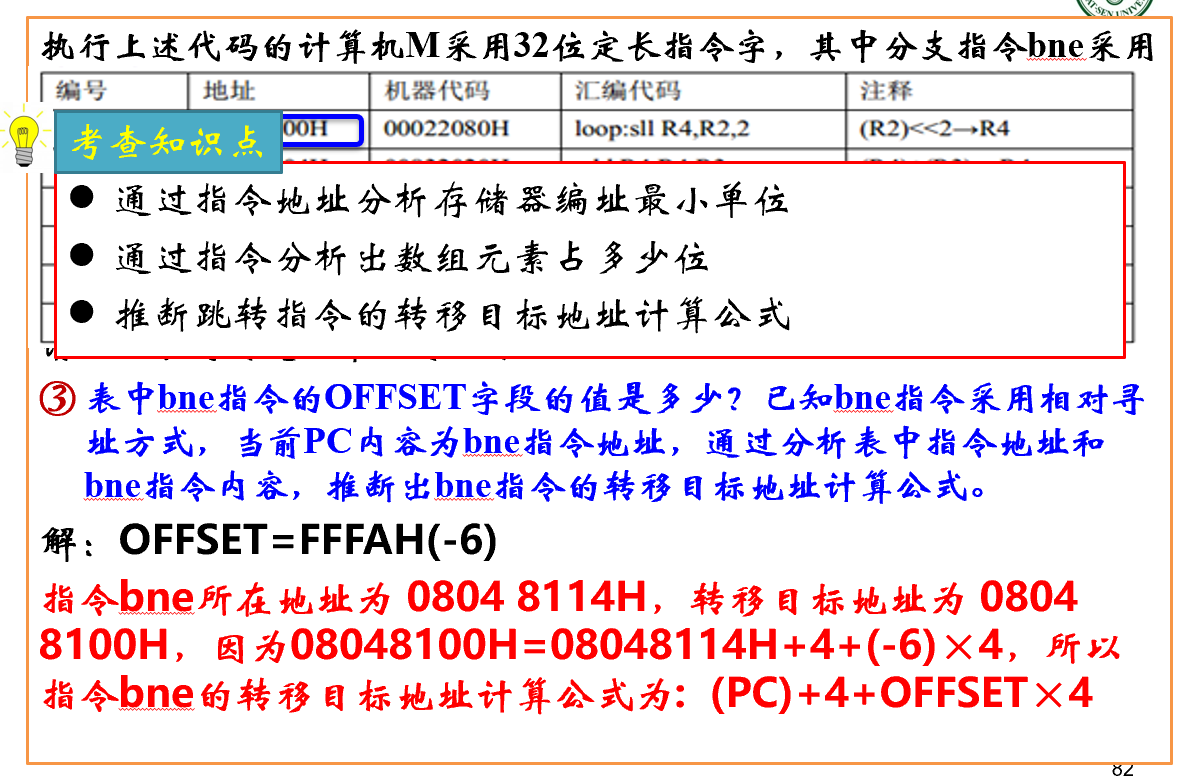 SEN UNIVER
执行上述代码的计算机M采用32位定长指令字，其中分支指令bne采用
编号 地址 机器代码 汇编代码 注释
00H 00022080H loop:sll R4,R2,2 (R2)<<2→R4
考查知识点
● 通过指令地址分析存储器编址最小单位
● 通过指令分析出数组元素占多少位
● 推断跳转指令的转移目标地址计算公式
③ 表中bne指令的OFFSET字段的值是多少？已知bne指令采用相对寻
址方式，当前PC内容为bne指令地址，通过分析表中指令地址和
bne指令内容，推断出bne指令的转移目标地址计算公式。
解：OFFSET=FFFAH(-6)
指令bne所在地址为 0804 8114H，转移目标地址为 0804
8100H，因为08048100H=08048114H+4+(-6)×4，所以
指令bne的转移目标地址计算公式为：(PC)+4+OFFSET×4
82